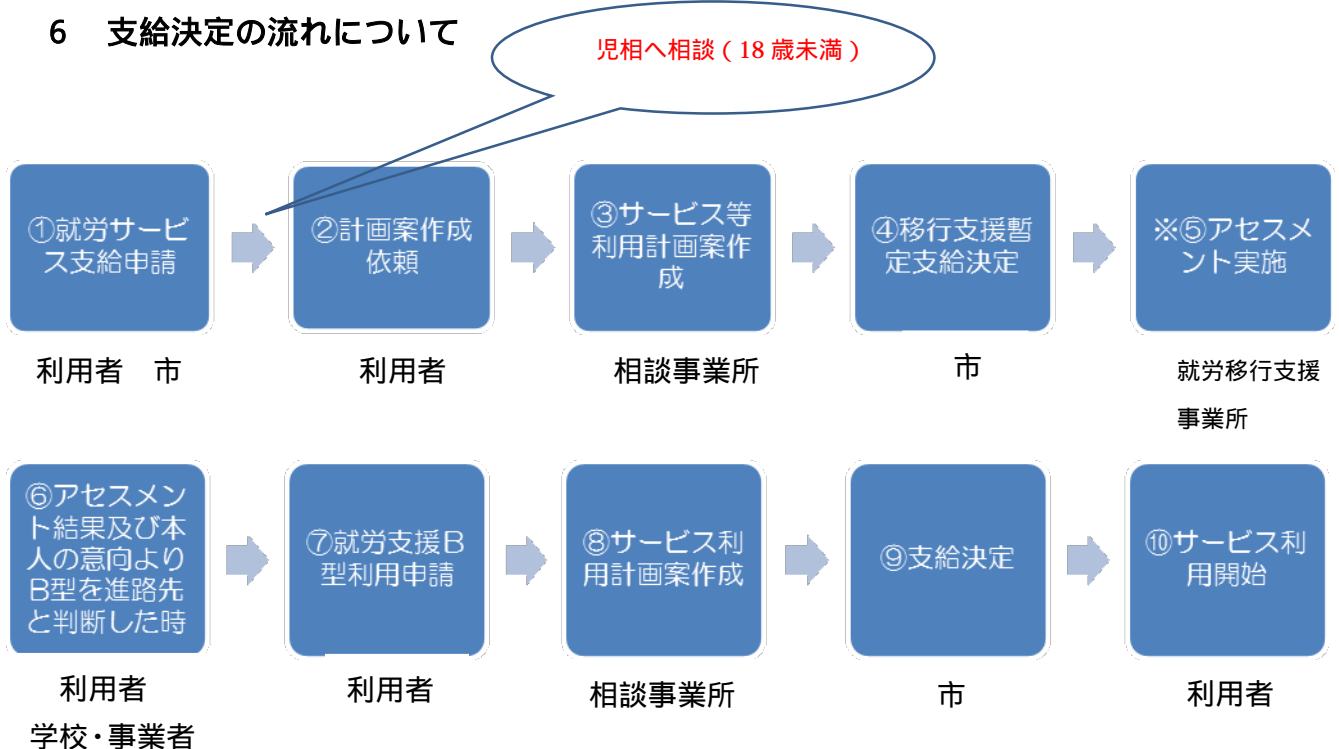 6 支給決定の流れについて
児相へ相談(18 歳未満)
①就労サービ
ス支給申請
②計画案作成
依頼
③サービス等
利用計画案作
成
④移行支援暫
定支給決定
※⑤アセスメ
ント実施
利用者 市
利用者
相談事業所
市
就労移行支援
事業所
⑥アセスメン
ト結果及び本
人の意向より
B型を進路先
と判断した時
⑦就労支援B
型利用申請
⑧サービス利
用計画案作成
⑨支給決定
⑩サービス利
用開始
利用者
学校・事業者
利用者
相談事業所
市
利用者